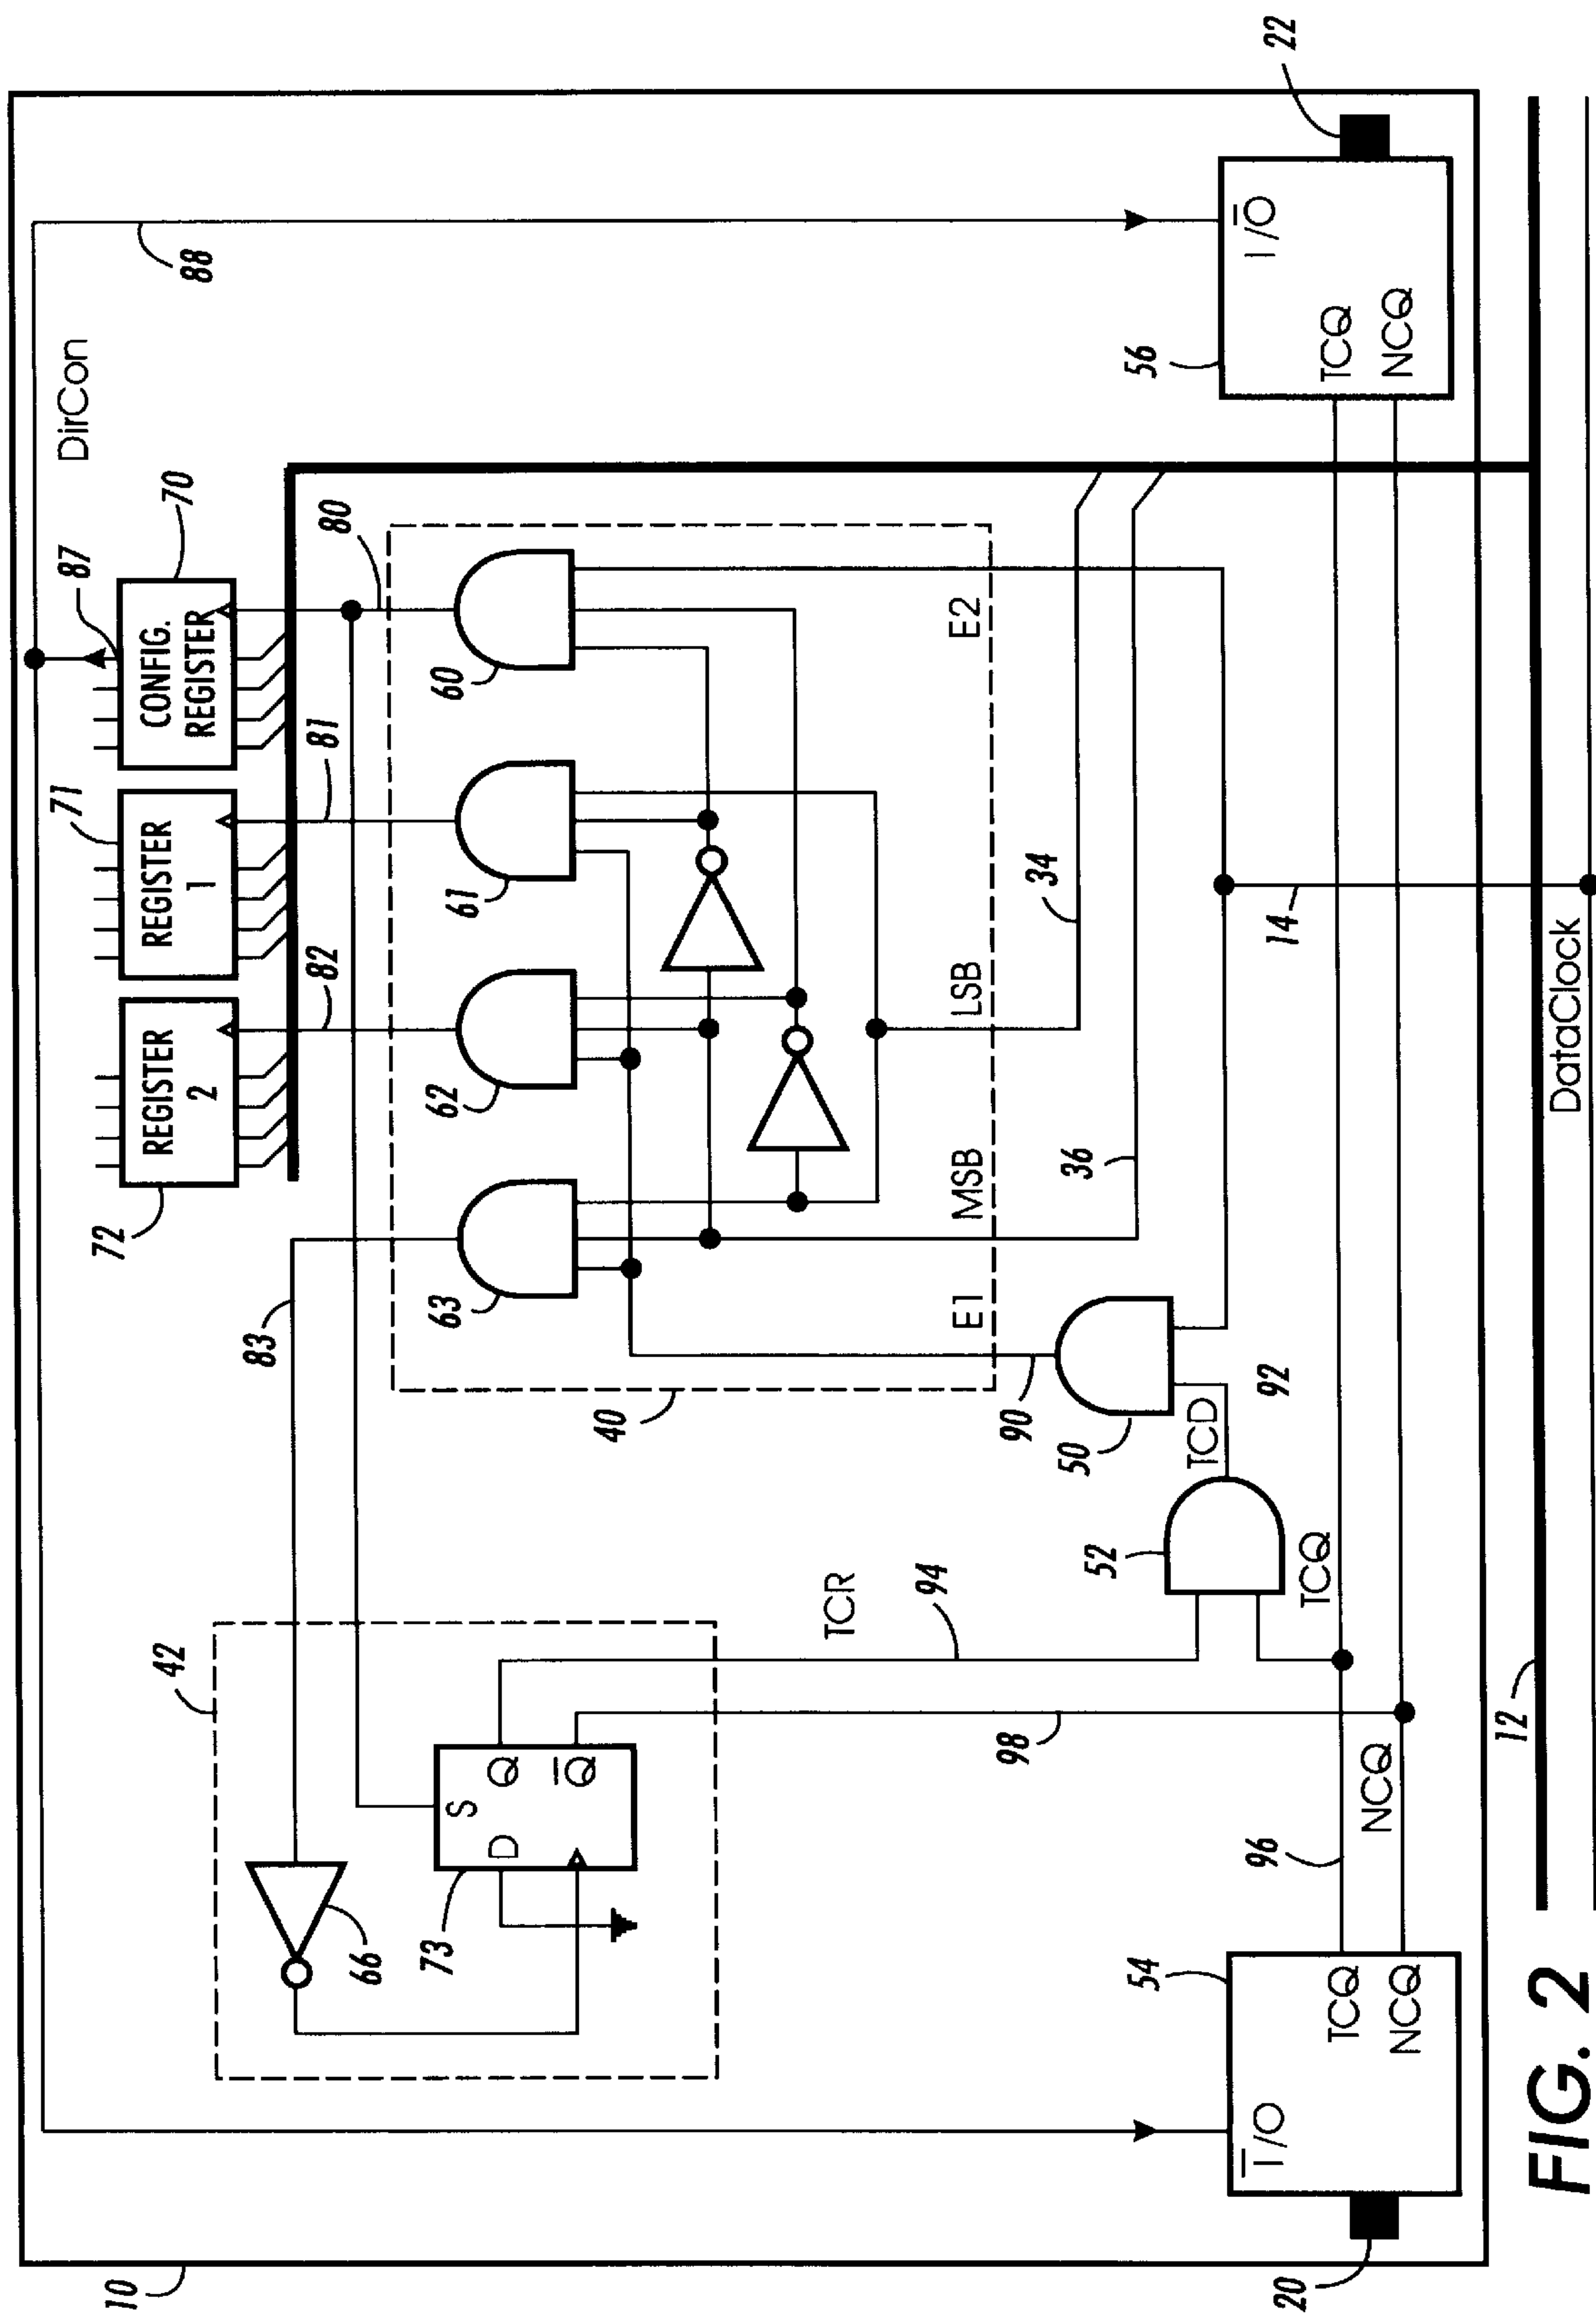 10
88
DirCon
22
87
70
CONFIG.
REGISTER
71
REGISTER
1
72
REGISTER
2
80
81
82
83
42
S
D
Q
Q̅
66
73
60
61
62
63
40
E1
MSB
LSB
E2
34
36
90
50
TCD
92
52
TCQ
TCR
94
98
14
DataClock
56
I/O̅
TCQ
NCQ
54
I̅/O
TCQ
NCQ
96
NCQ
12
20
FIG. 2